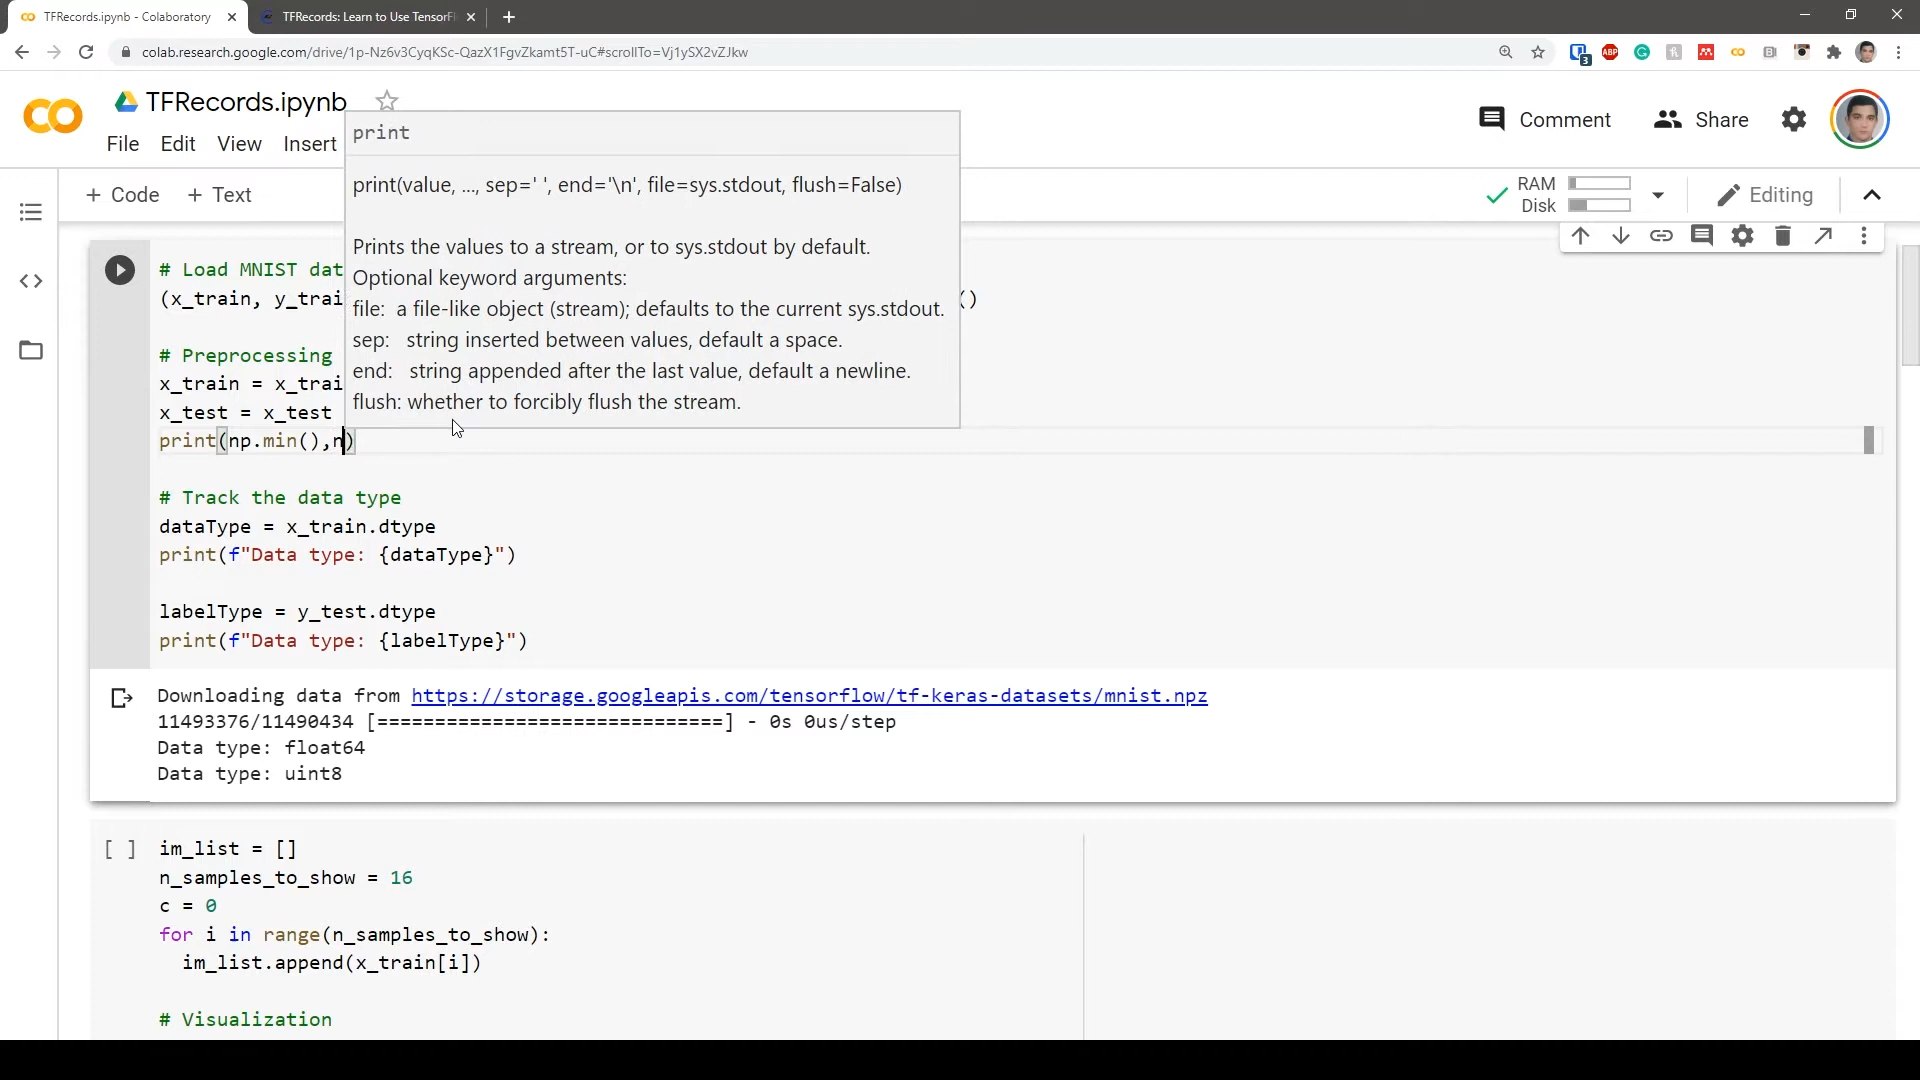 TFRecords.ipynb - Colaboratory
TFRecords: Learn to Use TensorFl
colab.research.google.com/drive/1p-Nz6v3CyqKSc-QazX1FgvZkamt5T-uC#scrollTo=Vj1ySX2vZJkw
3
ABP
TFRecords.ipynb
File Edit View Insert
Comment
Share
+ Code + Text
RAM
Disk
Editing
print
print(value, ..., sep=' ', end='\n', file=sys.stdout, flush=False)
Prints the values to a stream, or to sys.stdout by default.
Optional keyword arguments:
file:  a file-like object (stream); defaults to the current sys.stdout.
sep:   string inserted between values, default a space.
end:   string appended after the last value, default a newline.
flush: whether to forcibly flush the stream.
# Load MNIST dat
(x_train, y_trai ()
# Preprocessing
x_train = x_trai
x_test = x_test
print(np.min(),n)
# Track the data type
dataType = x_train.dtype
print(f"Data type: {dataType}")
labelType = y_test.dtype
print(f"Data type: {labelType}")
Downloading data from https://storage.googleapis.com/tensorflow/tf-keras-datasets/mnist.npz
11493376/11490434 [==============================] - 0s 0us/step
Data type: float64
Data type: uint8
[ ] im_list = []
n_samples_to_show = 16
c = 0
for i in range(n_samples_to_show):
  im_list.append(x_train[i])
# Visualization